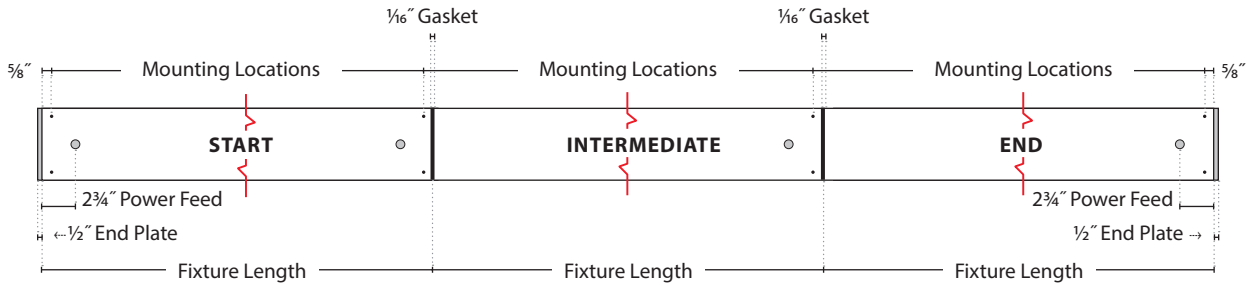 1⁄16″ Gasket 1⁄16″ Gasket
5⁄8″ Mounting Locations Mounting Locations Mounting Locations 5⁄8″
START INTERMEDIATE END
2¾″ Power Feed 2¾″ Power Feed
←½″ End Plate ½″ End Plate→
Fixture Length Fixture Length Fixture Length